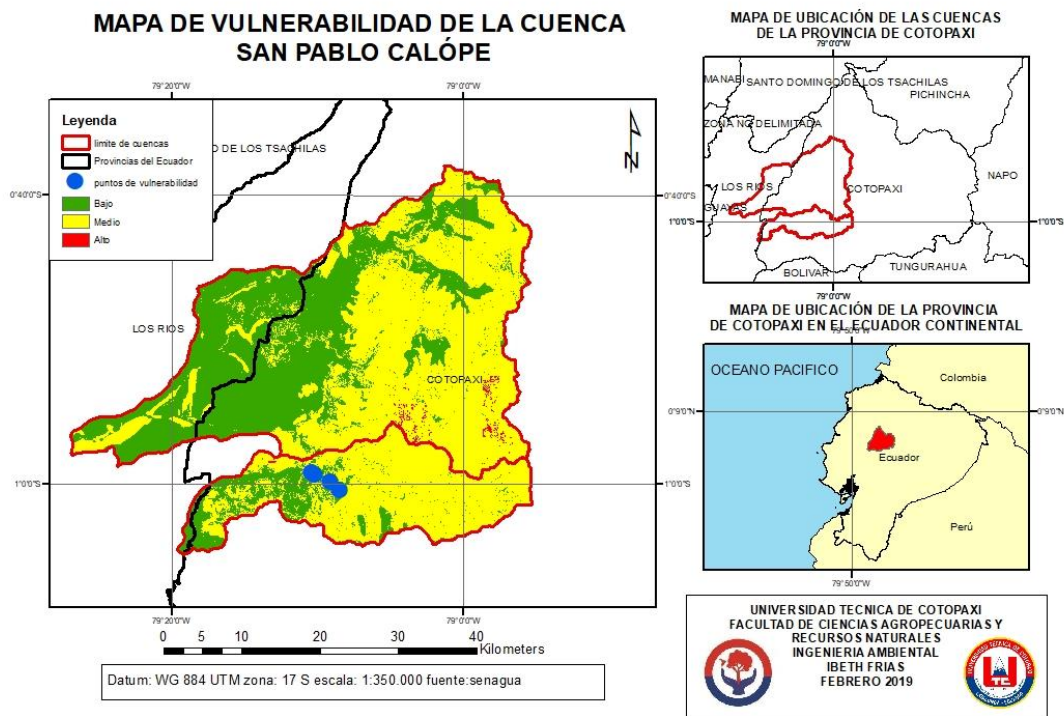 MAPA DE VULNERABILIDAD DE LA CUENCA
SAN PABLO CALÓPE
79°20'0"W
79°0'0"W
Leyenda
limite de cuencas
Provincias del Ecuador
puntos de vulnerabilidad
Bajo
Medio
Alto
O DE LOS TSACHILAS
N
0°40'0"S
0°40'0"S
LOS RIOS
COTOPAXI
1°0'0"S
1°0'0"S
79°20'0"W
79°0'0"W
0 5 10 20 30 40
Kilometers
Datum: WG 884 UTM zona: 17 S escala: 1:350.000 fuente:senagua
MAPA DE UBICACIÓN DE LAS CUENCAS
DE LA PROVINCIA DE COTOPAXI
79°0'0"W
MANABI
SANTO DOMINGO DE LOS TSACHILAS
PICHINCHA
ZONA NO DELIMITADA
NAPO
LOS RIOS
COTOPAXI
GUAYAS
1°0'0"S
1°0'0"S
TUNGURAHUA
BOLIVAR
79°0'0"W
MAPA DE UBICACIÓN DE LA PROVINCIA
DE COTOPAXI EN EL ECUADOR CONTINENTAL
79°50'0"W
OCEANO PACIFICO
Colombia
0°9'0"N
0°9'0"N
Ecuador
Perú
79°50'0"W
UNIVERSIDAD TECNICA DE COTOPAXI
FACULTAD DE CIENCIAS AGROPECUARIAS Y
RECURSOS NATURALES
INGENIERIA AMBIENTAL
IBETH FRIAS
FEBRERO 2019
UTC